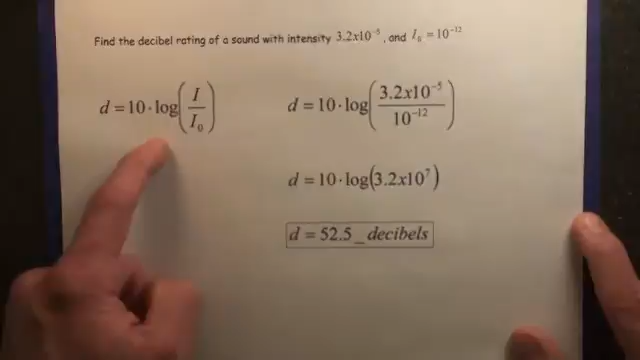 Find the decibel rating of a sound with intensity 3.2x10⁻⁵, and I₀ = 10⁻¹²
d = 10 · log(I / I₀)
d = 10 · log(3.2x10⁻⁵ / 10⁻¹²)
d = 10 · log(3.2x10⁷)
d = 52.5_decibels